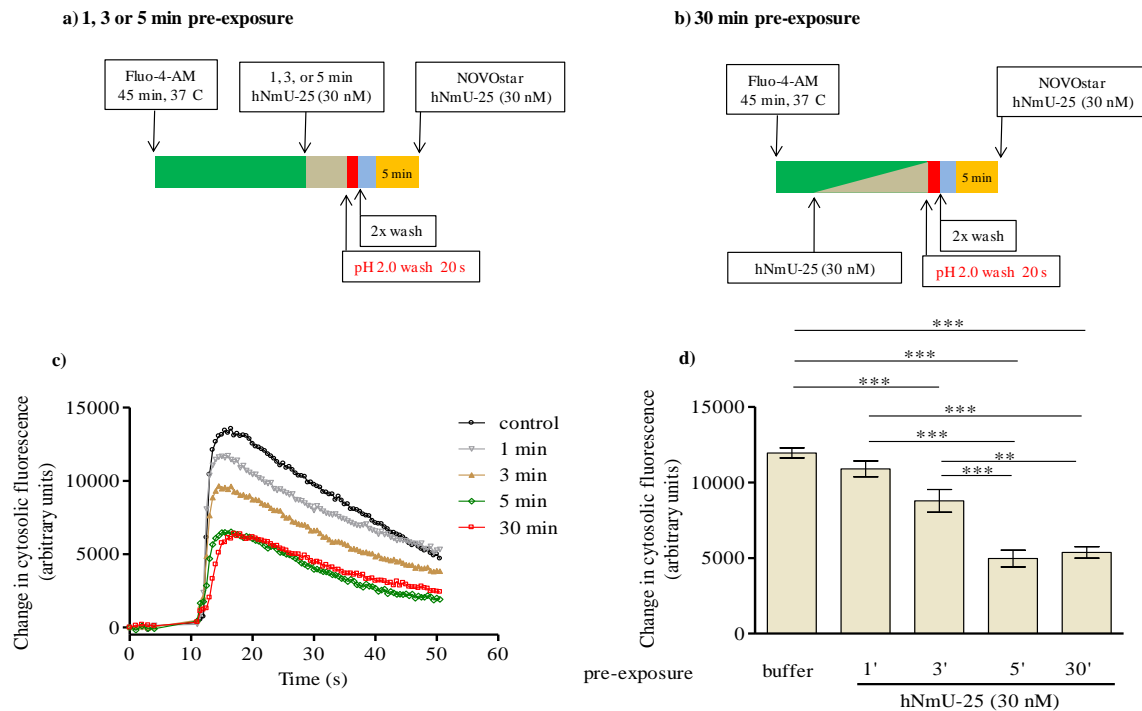 a) 1, 3 or 5 min pre-exposure
Fluo-4-AM
45 min, 37 C
1, 3, or 5 min
hNmU-25 (30 nM)
NOVOstar
hNmU-25 (30 nM)
5 min
2x wash
pH 2.0 wash 20 s
b) 30 min pre-exposure
Fluo-4-AM
45 min, 37 C
NOVOstar
hNmU-25 (30 nM)
5 min
2x wash
hNmU-25 (30 nM)
pH 2.0 wash 20 s
c)
Change in cytosolic fluorescence
(arbitrary units)
15000
10000
5000
0
0 10 20 30 40 50 60
Time (s)
control
1 min
3 min
5 min
30 min
d)
***
***
***
***
***
**
***
Change in cytosolic fluorescence
(arbitrary units)
15000
10000
5000
0
pre-exposure buffer 1' 3' 5' 30'
hNmU-25 (30 nM)